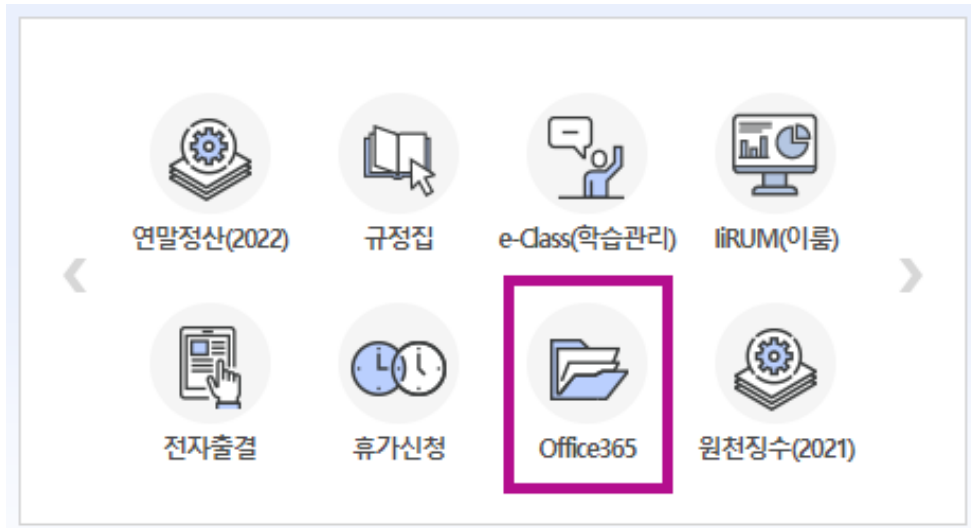 연말정산(2022)
규정집
e-Class(학습관리)
IiRUM(이룸)
전자출결
휴가신청
Office365
원천징수(2021)